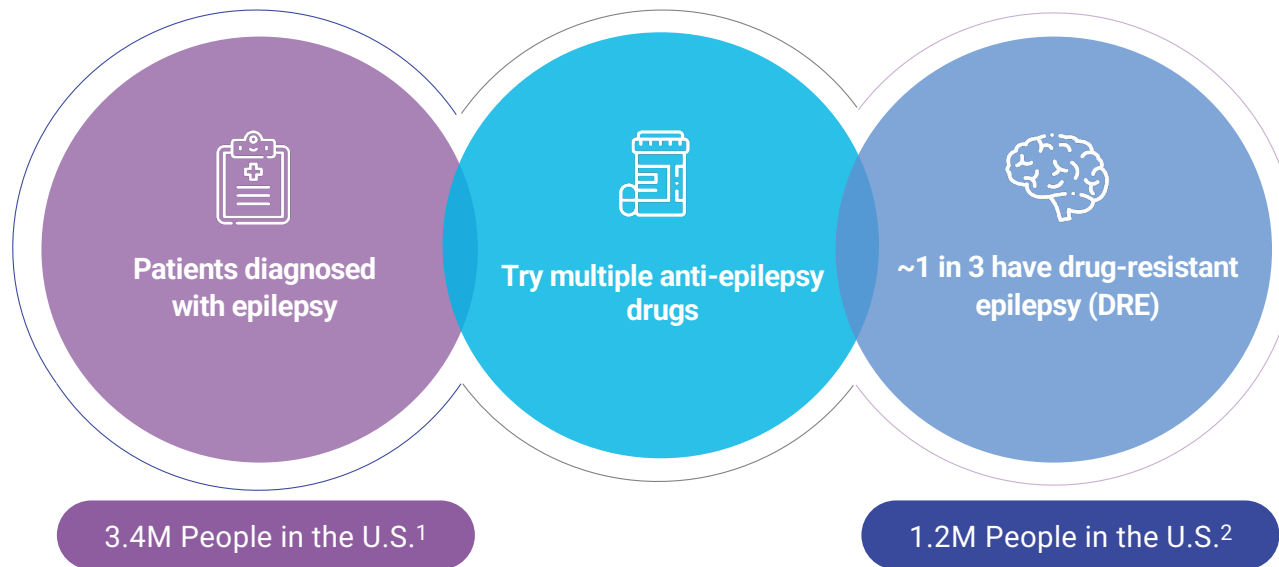 Patients diagnosed
with epilepsy
Try multiple anti-epilepsy
drugs
~1 in 3 have drug-resistant
epilepsy (DRE)
3.4M People in the U.S.¹
1.2M People in the U.S.²